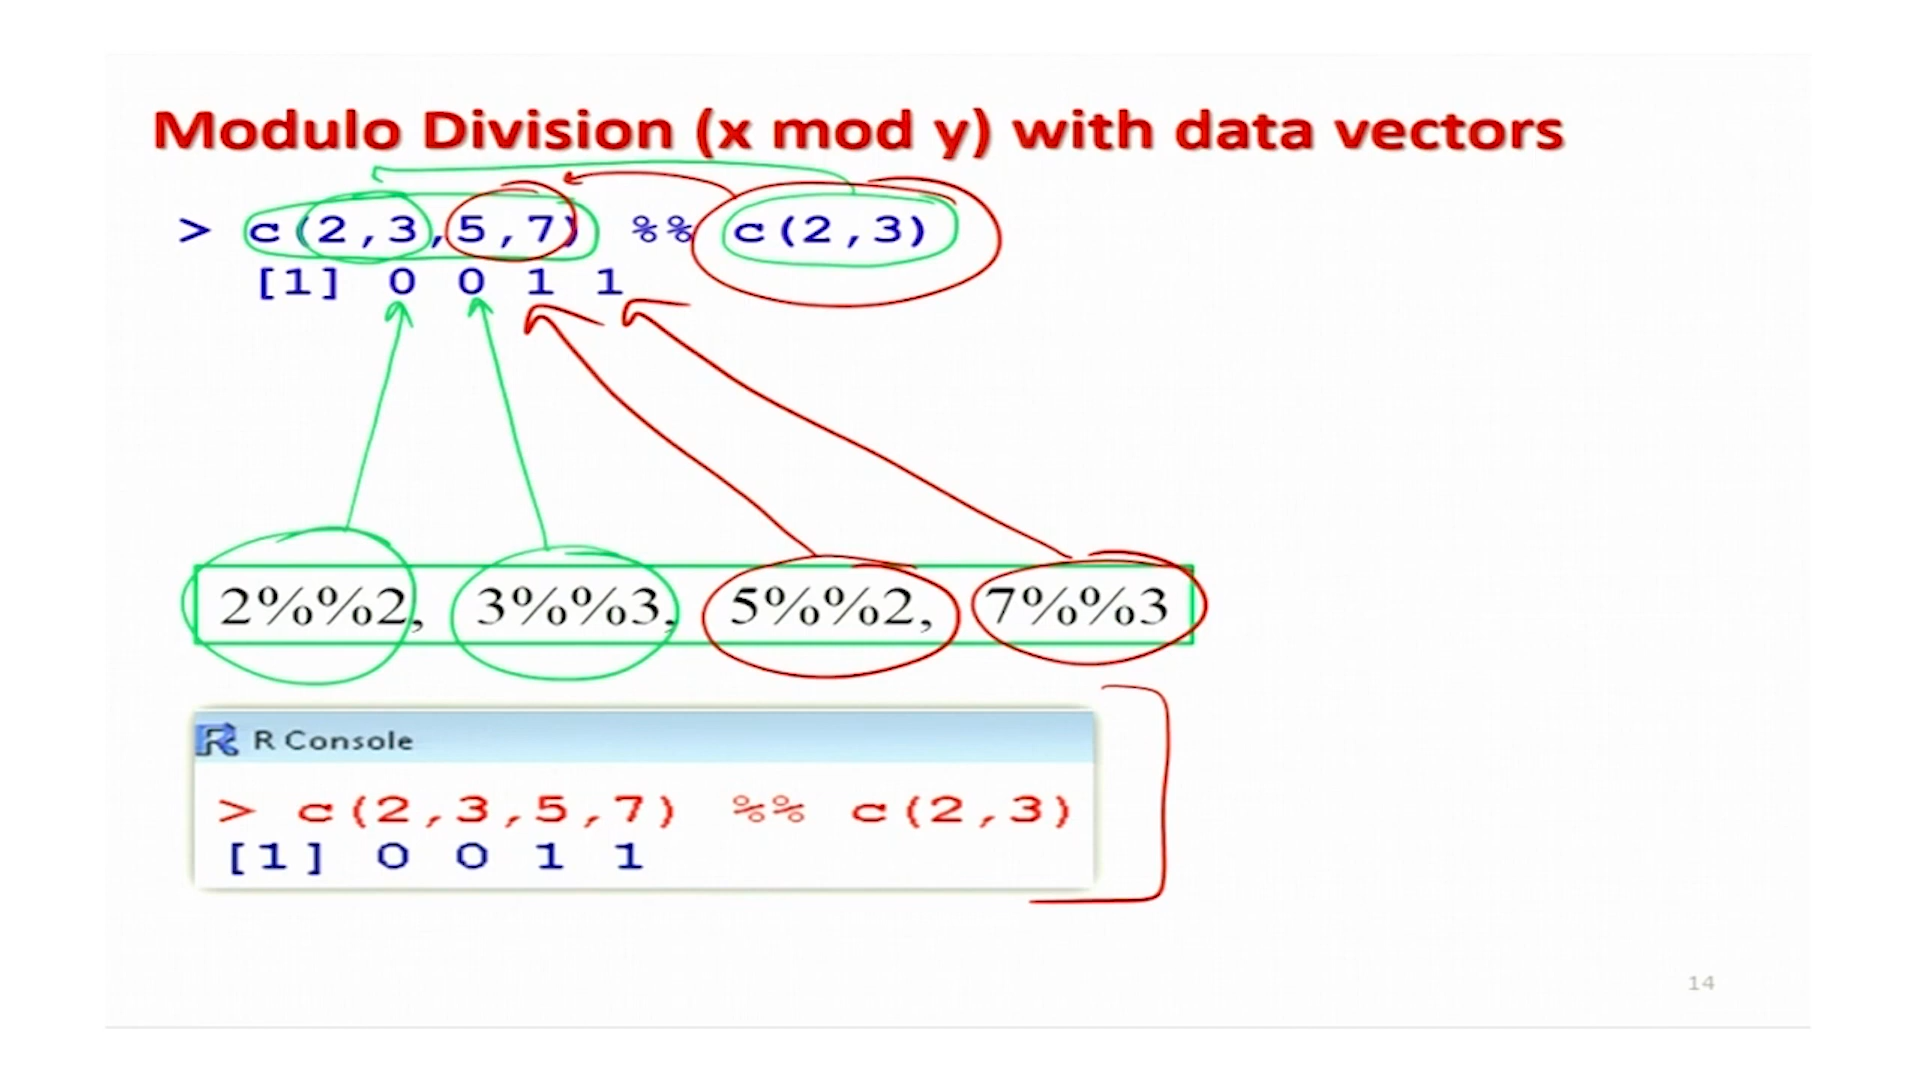 Modulo Division (x mod y) with data vectors
> c(2,3,5,7) %% c(2,3)
[1] 0 0 1 1
2%%2, 3%%3, 5%%2, 7%%3
R Console
> c(2,3,5,7) %% c(2,3)
[1] 0 0 1 1
14